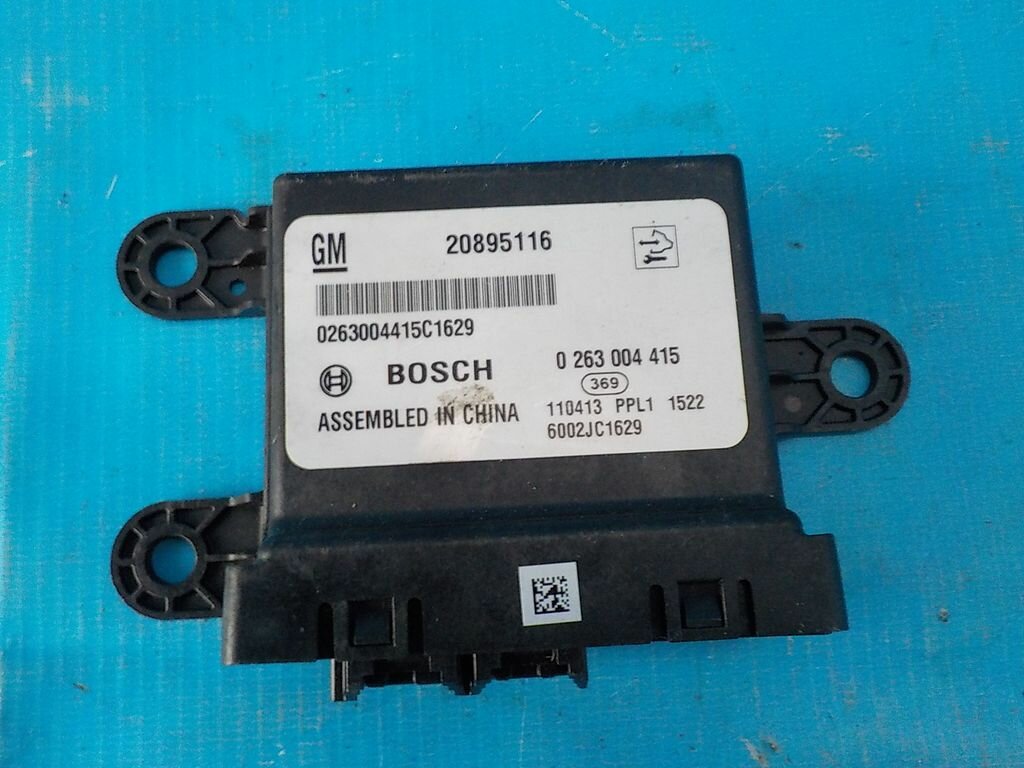 GM 20895116
0263004415C1629
BOSCH 0 263 004 415
369
ASSEMBLED IN CHINA 110413 PPL1 1522
6002JC1629